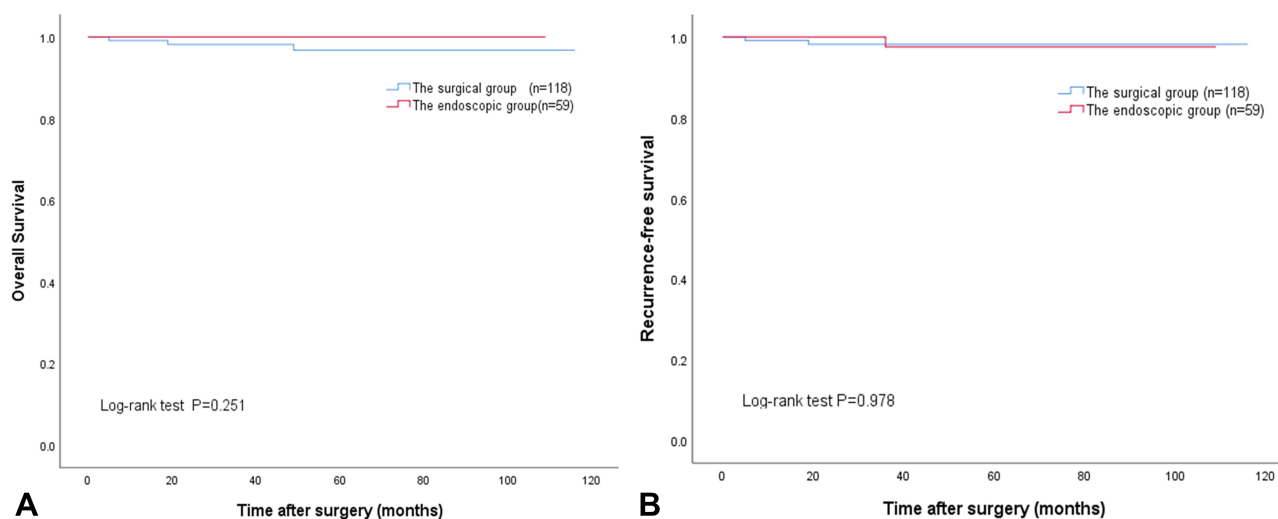 1.0
0.8
0.6
0.4
0.2
0.0
Overall Survival
The surgical group (n=118)
The endoscopic group(n=59)
Log-rank test P=0.251
0 20 40 60 80 100 120
Time after surgery (months)
A
1.0
0.8
0.6
0.4
0.2
0.0
Recurrence-free survival
The surgical group (n=118)
The endoscopic group (n=59)
Log-rank test P=0.978
0 20 40 60 80 100 120
Time after surgery (months)
B